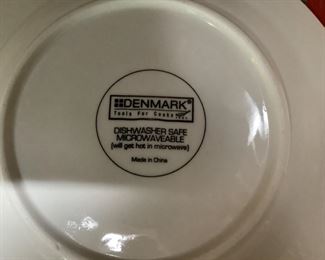 DENMARK®
Tools For Cooks
DISHWASHER SAFE
MICROWAVEABLE
(will get hot in microwave)
Made in China